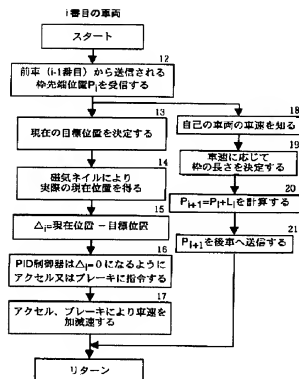 i番目の車両
スタート
12
前車(i-1番目)から送信される
枠先端位置Piを受信する
13
現在の目標位置を決定する
14
磁気ネイルにより
実際の現在位置を得る
15
△i=現在位置-目標位置
16
PID制御器は△i=0になるように
アクセル又はブレーキに指令する
17
アクセル、ブレーキにより車速を
加減速する
18
自己の車両の車速を知る
19
車速に応じて
枠の長さを決定する
20
Pi+1=Pi+Liを計算する
21
Pi+1を後車へ送信する
リターン